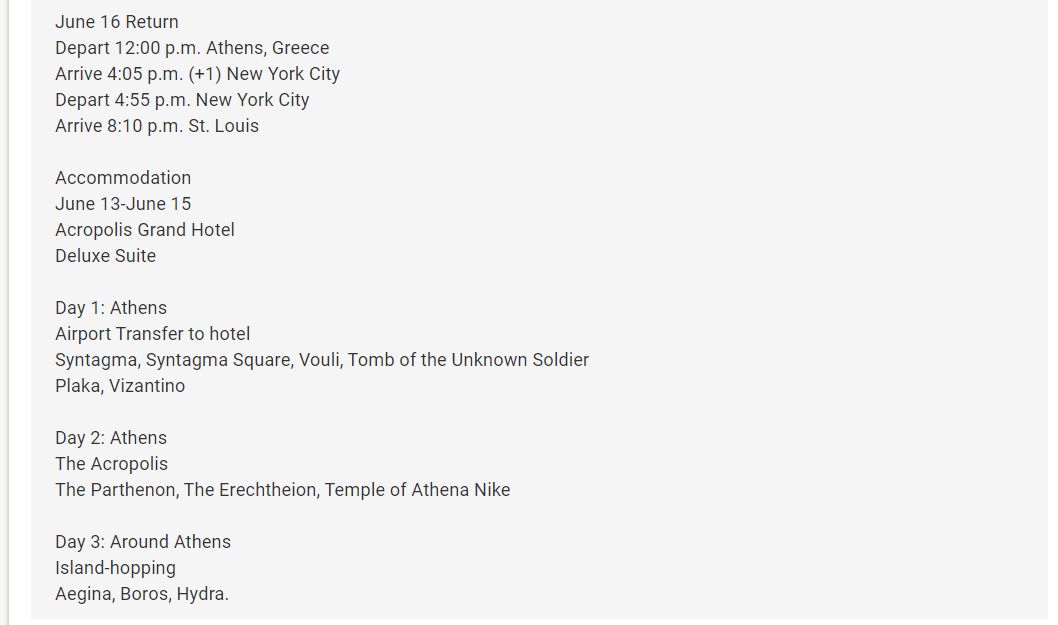 June 16 Return
Depart 12:00 p.m. Athens, Greece
Arrive 4:05 p.m. (+1) New York City
Depart 4:55 p.m. New York City
Arrive 8:10 p.m. St. Louis
Accommodation
June 13-June 15
Acropolis Grand Hotel
Deluxe Suite
Day 1: Athens
Airport Transfer to hotel
Syntagma, Syntagma Square, Vouli, Tomb of the Unknown Soldier
Plaka, Vizantino
Day 2: Athens
The Acropolis
The Parthenon, The Erechtheion, Temple of Athena Nike
Day 3: Around Athens
Island-hopping
Aegina, Boros, Hydra.